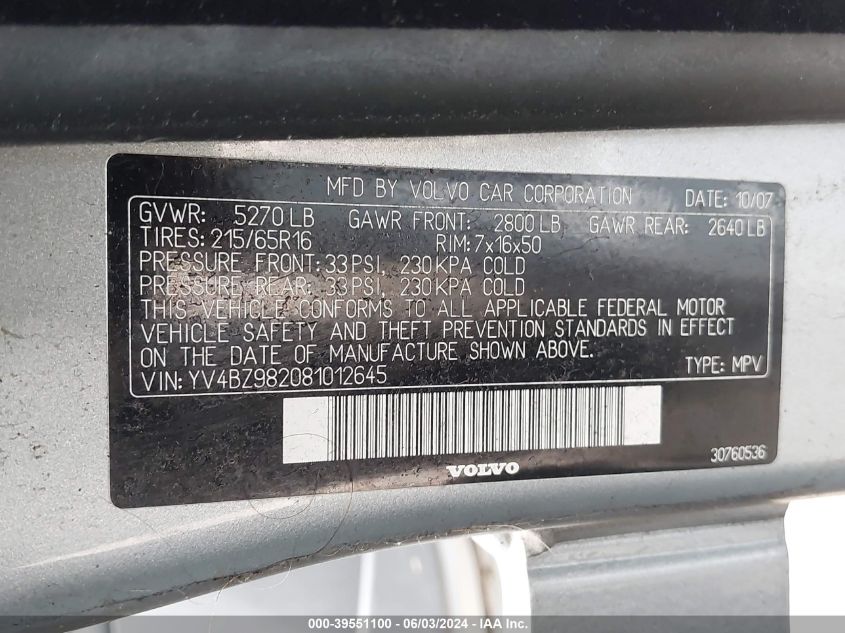 MFD BY VOLVO CAR CORPORATION DATE: 10/07
GVWR: 5270 LB GAWR FRONT: 2800 LB GAWR REAR: 2640 LB
TIRES: 215/65R16 RIM: 7x16x50
PRESSURE FRONT: 33 PSI, 230 KPA COLD
PRESSURE REAR: 33 PSI, 230 KPA COLD
THIS VEHICLE CONFORMS TO ALL APPLICABLE FEDERAL MOTOR
VEHICLE SAFETY AND THEFT PREVENTION STANDARDS IN EFFECT
ON THE DATE OF MANUFACTURE SHOWN ABOVE.
VIN: YV4BZ982081012645 TYPE: MPV
30760536
VOLVO
000-39551100 - 06/03/2024 - IAA Inc.